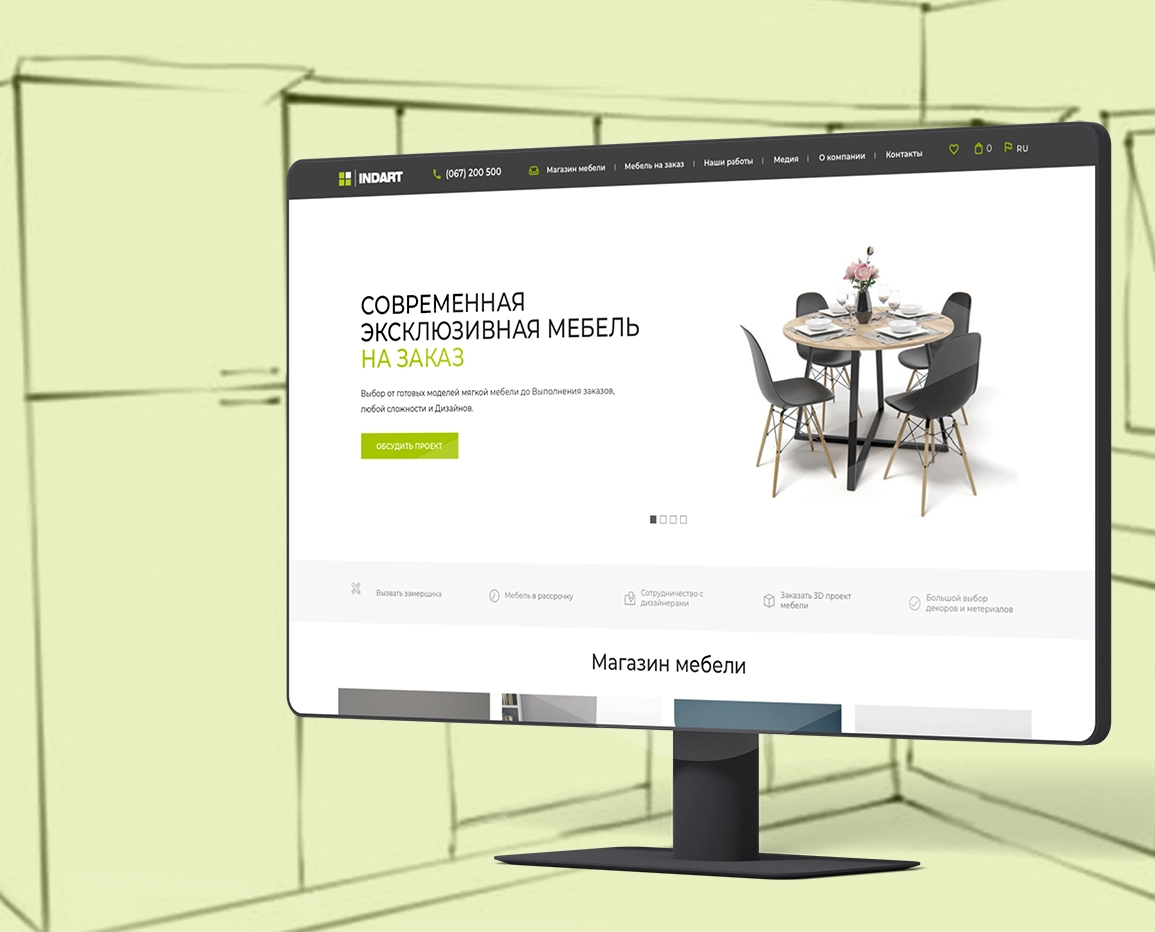 INDART
(067) 200 500
Магазин мебели
Мебель на заказ
Наши работы
Медия
О компании
Контакты
0
RU
СОВРЕМЕННАЯ
ЭКСКЛЮЗИВНАЯ МЕБЕЛЬ
НА ЗАКАЗ
Выбор от готовых моделей мягкой мебели до Выполнения заказов,
любой сложности и Дизайнов.
ОБСУДИТЬ ПРОЕКТ
Вызвать замерщика
Мебель в рассрочку
Сотрудничество с
дизайнерами
Заказать 3D проект
мебели
Большой выбор
декоров и метериалов
Магазин мебели